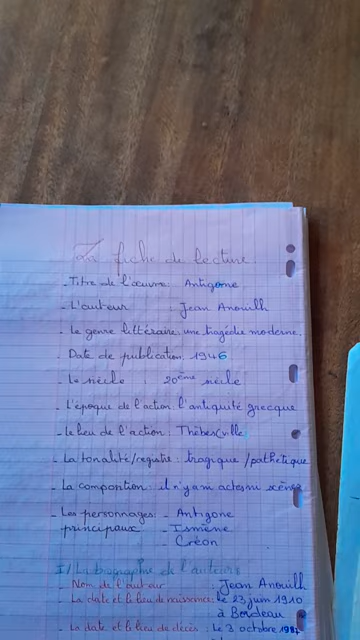 La fiche de lecture.
- Titre de l'œuvre: Antigone
- L'auteur : Jean Anouilh
- Le genre littéraire: une tragédie moderne.
- Date de publication, 1946
- Le siècle : 20ème siècle
- L'époque de l'action: l'antiquité grecque
- Le lieu de l'action: Thèbes(ville)
- La tonalité/registre: tragique/pathétique
- La compostion: il n'y a ni actes ni scènes
- Les personnages: - Antigone
principaux - Ismène
- Créon
I/ La biographie de l'auteur:
- Nom de l'auteur : Jean Anouilh
- La date et le lieu de naissance: le 23 juin 1910
à Bordeau
- La date et le lieu de décès : Le 3 octobre 1987